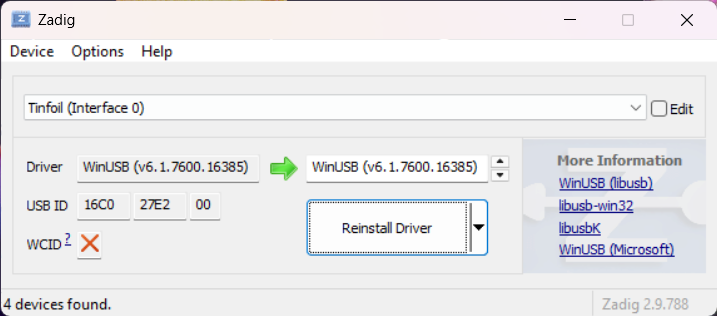 Zadig
Device Options Help
Tinfoil (Interface 0)
Edit
Driver WinUSB (v6.1.7600.16385) WinUSB (v6.1.7600.16385)
More Information
WinUSB (libusb)
USB ID 16C0 27E2 00
libusb-win32
Reinstall Driver
libusbK
WCID ?
WinUSB (Microsoft)
4 devices found.
Zadig 2.9.788